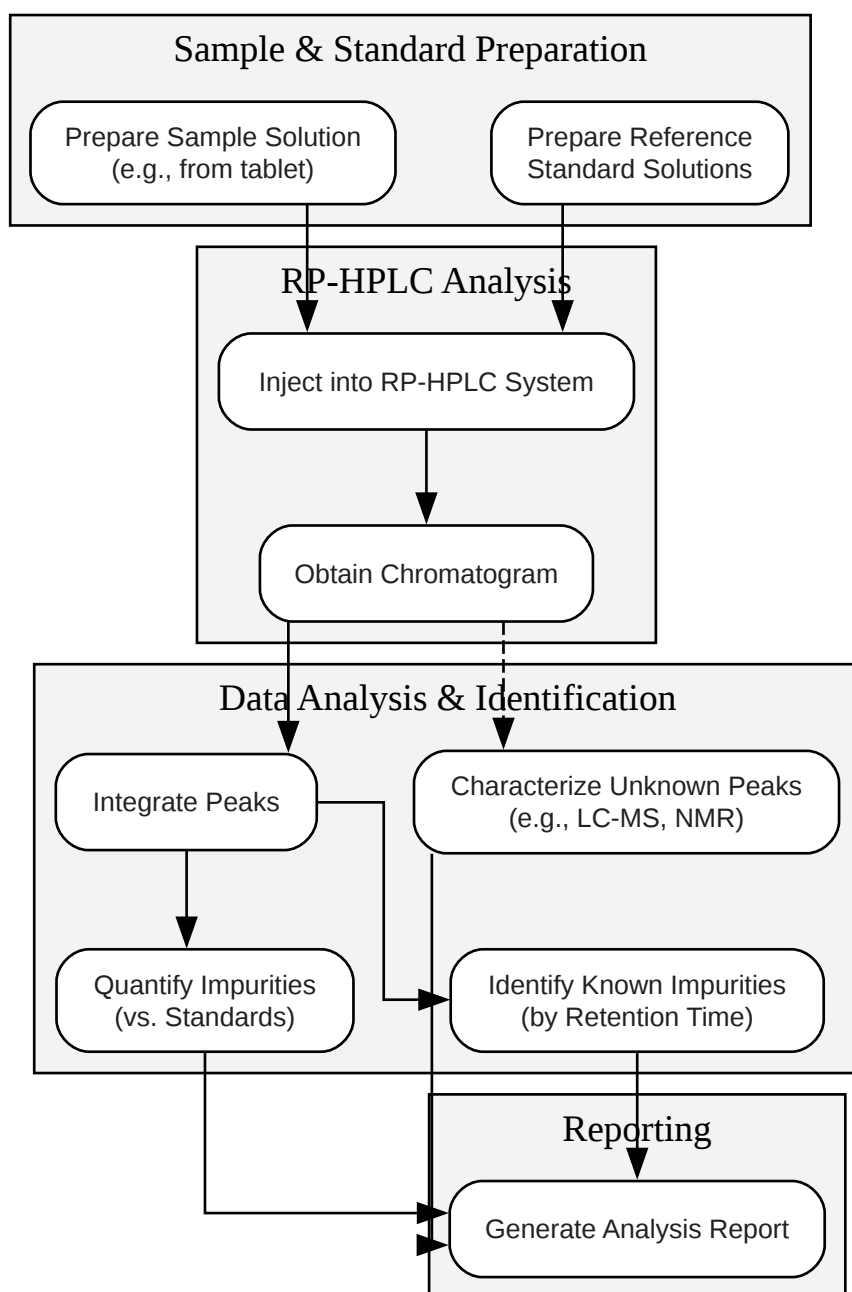 Sample & Standard Preparation
Prepare Sample Solution
(e.g., from tablet)
Prepare Reference
Standard Solutions
RP-HPLC Analysis
Inject into RP-HPLC System
Obtain Chromatogram
Data Analysis & Identification
Integrate Peaks
Characterize Unknown Peaks
(e.g., LC-MS, NMR)
Quantify Impurities
(vs. Standards)
Identify Known Impurities
(by Retention Time)
Reporting
Generate Analysis Report